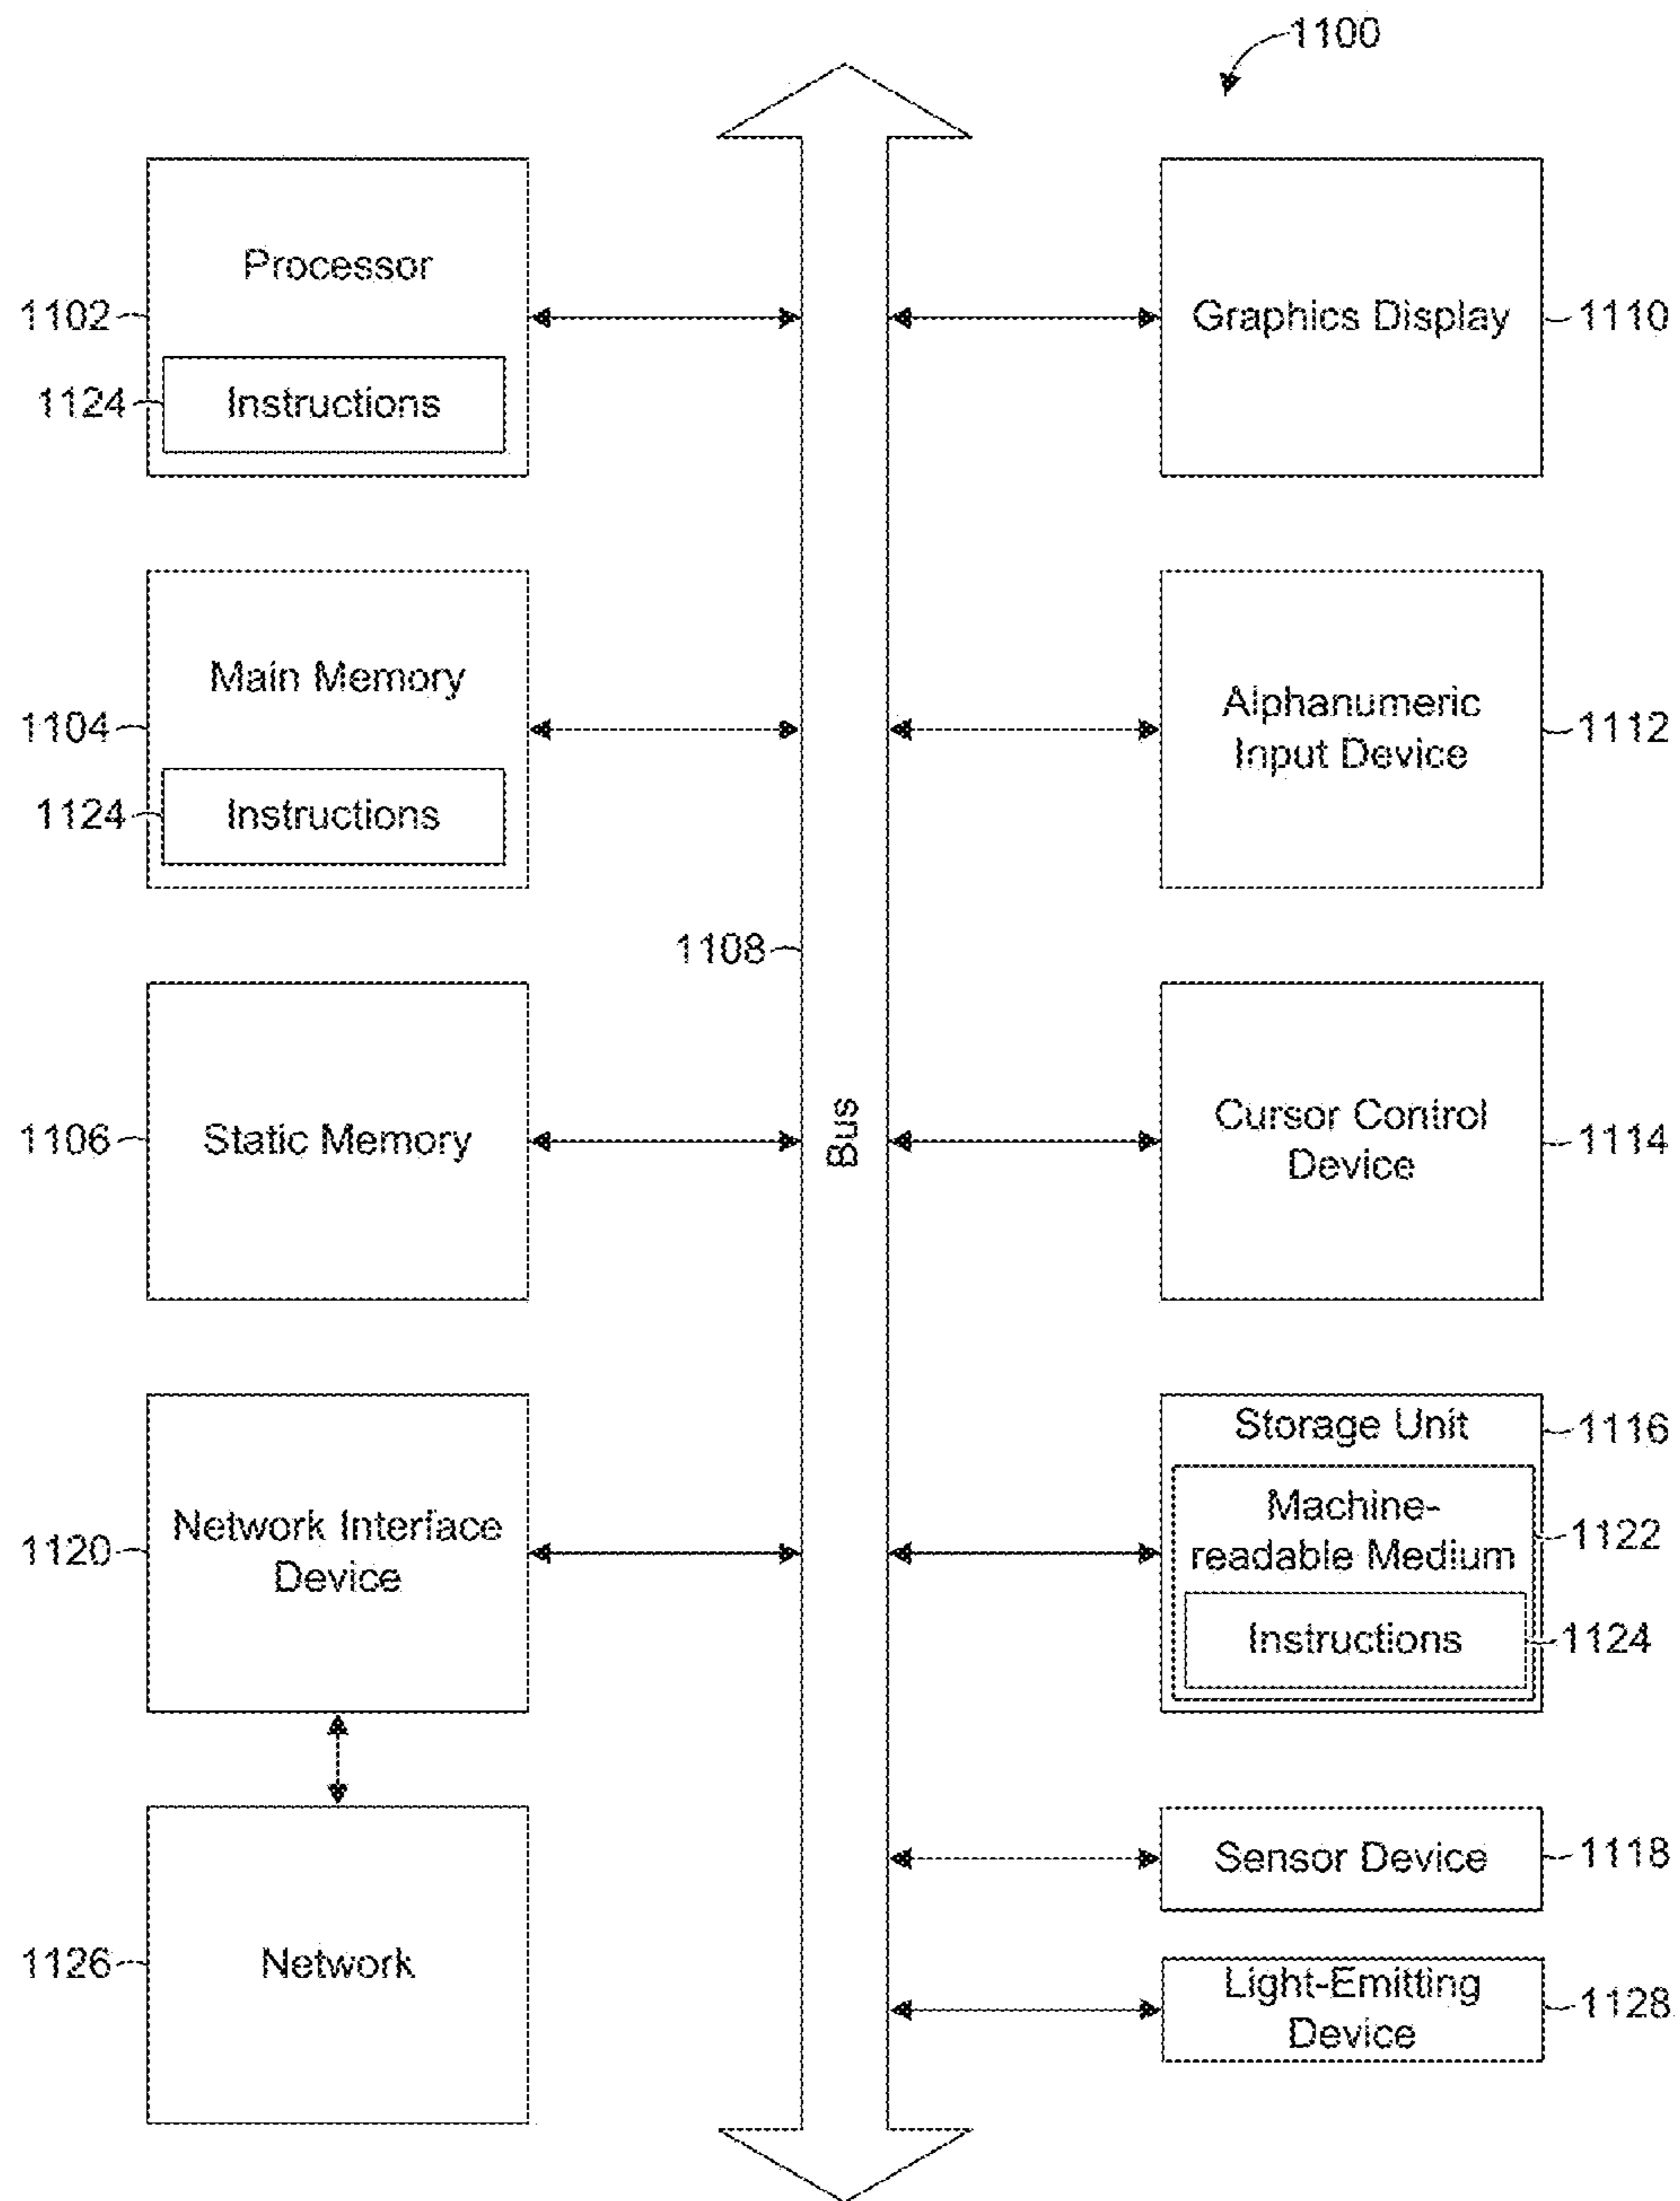 1100
Processor
1102
1124
Instructions
Main Memory
1104
1124
Instructions
1108
Bus
1106
Static Memory
Network Interface
Device
1120
1126
Network
Graphics Display
1110
Alphanumeric
Input Device
1112
Cursor Control
Device
1114
Storage Unit
1116
Machine-
readable Medium
1122
Instructions
1124
Sensor Device
1118
Light-Emitting
Device
1128